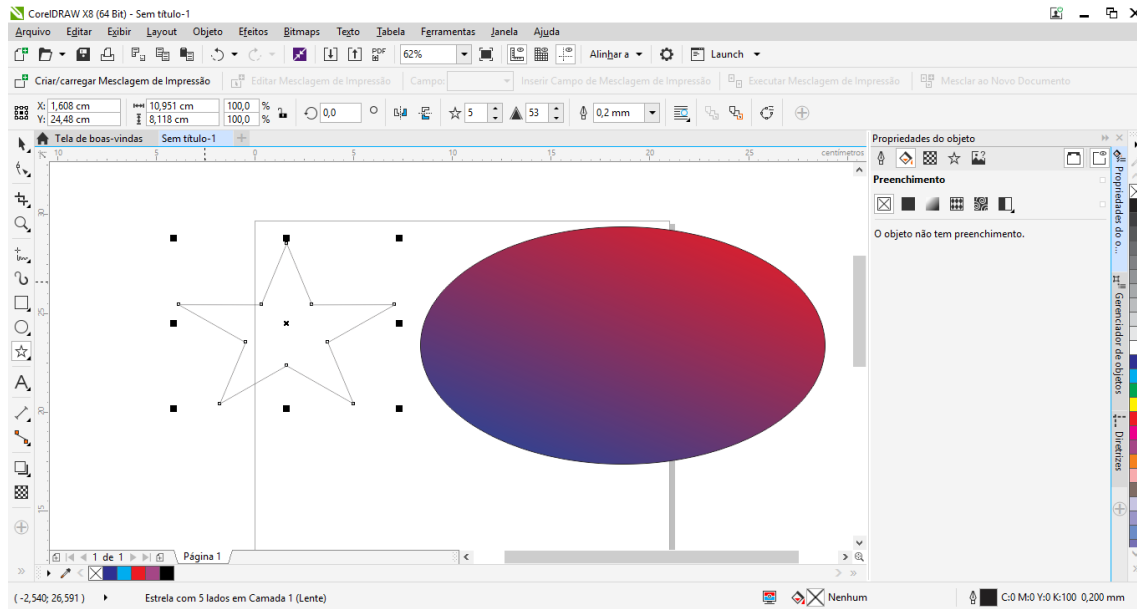 CorelDRAW X8 (64 Bit) - Sem título-1
Arquivo Editar Exibir Layout Objeto Efeitos Bitmaps Texto Tabela Ferramentas Janela Ajuda
PDF 62% Alinhar a Launch
Criar/carregar Mesclagem de Impressão Editar Mesclagem de Impressão Campo: Inserir Campo de Mesclagem de Impressão Executar Mesclagem de Impressão Mesclar ao Novo Documento
X: 1,608 cm 10,951 cm 100,0 %
Y: 24,48 cm 8,118 cm 100,0 %
0,0 ° 5 53 0,2 mm
Tela de boas-vindas Sem título-1
10 5 0 5 10 15 20 25 centímetros
30
25
20
15
Propriedades do objeto
Preenchimento
O objeto não tem preenchimento.
Propriedades do o...
Gerenciador de objetos
Diretrizes
1 de 1 Página 1
( -2,540; 26,591 ) Estrela com 5 lados em Camada 1 (Lente) Nenhum C:0 M:0 Y:0 K:100 0,200 mm